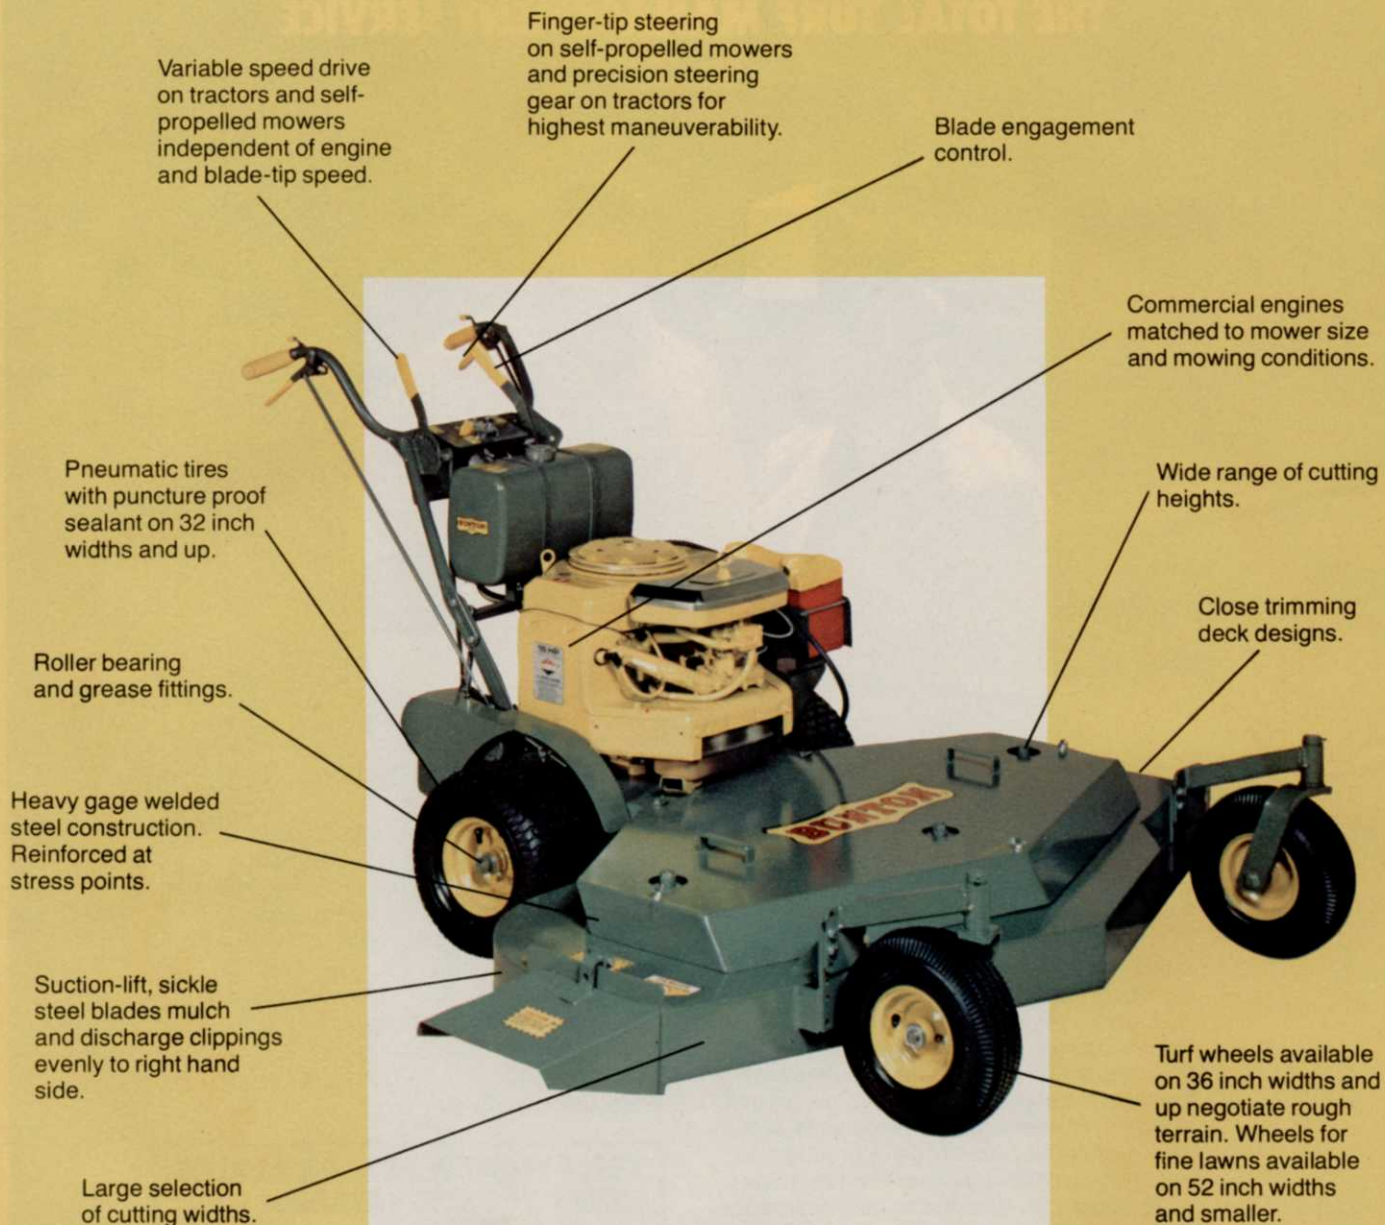 Finger-tip steering
on self-propelled mowers
and precision steering
gear on tractors for
highest maneuverability.
Variable speed drive
on tractors and self-
propelled mowers
independent of engine
and blade-tip speed.
Blade engagement
control.
Commercial engines
matched to mower size
and mowing conditions.
Pneumatic tires
with puncture proof
sealant on 32 inch
widths and up.
Wide range of cutting
heights.
Close trimming
deck designs.
Roller bearing
and grease fittings.
Heavy gage welded
steel construction.
Reinforced at
stress points.
Suction-lift, sickle
steel blades mulch
and discharge clippings
evenly to right hand
side.
Turf wheels available
on 36 inch widths and
up negotiate rough
terrain. Wheels for
fine lawns available
on 52 inch widths
and smaller.
Large selection
of cutting widths.
BUNTON
BUNTON